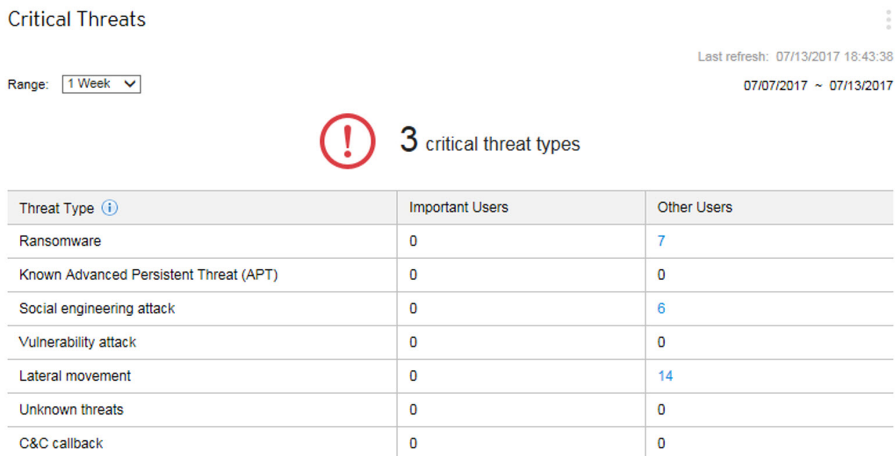 Critical Threats
Last refresh: 07/13/2017 18:43:38
Range: 1 Week 07/07/2017 ~ 07/13/2017
3 critical threat types
Threat Type Important Users Other Users
Ransomware 0 7
Known Advanced Persistent Threat (APT) 0 0
Social engineering attack 0 6
Vulnerability attack 0 0
Lateral movement 0 14
Unknown threats 0 0
C&C callback 0 0